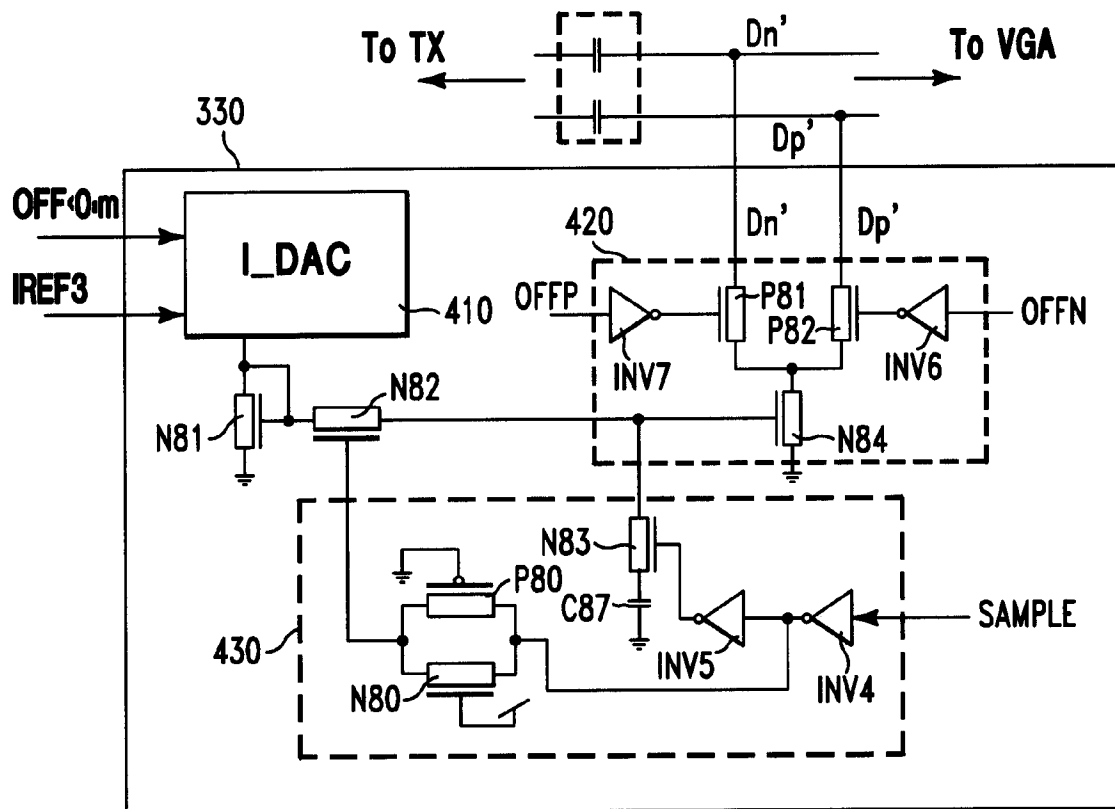 Dn'
To TX
To VGA
330
Dp'
OFF<0:m
I_DAC
420
Dn'
Dp'
IREF3
410
OFFP
P81
P82
OFFN
INV7
INV6
N82
N81
N84
N83
P80
C87
SAMPLE
430
INV5
INV4
N80